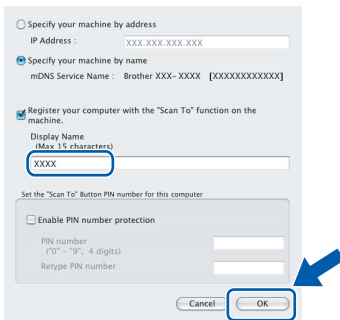 Specify your machine by address
IP Address : XXX.XXX.XXX.XXX
Specify your machine by name
mDNS Service Name : Brother XXX-XXXX [XXXXXXXXXXXX]
Register your computer with the "Scan To" function on the
machine.
Display Name
(Max 15 characters)
XXXX
Set the "Scan To" Button PIN number for this computer
Enable PIN number protection
PIN number
("0" - "9", 4 digits)
Retype PIN number
Cancel OK